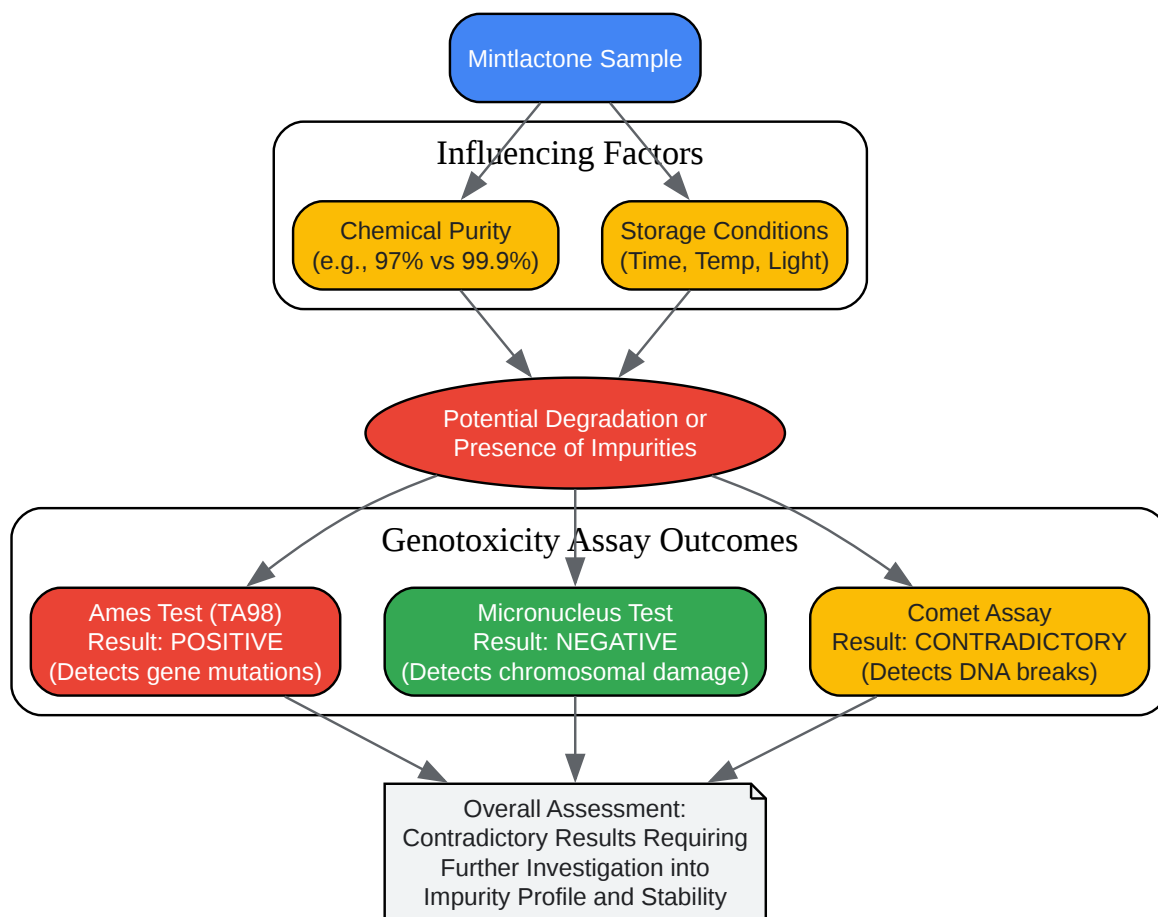 Mintlactone Sample
Influencing Factors
Chemical Purity
(e.g., 97% vs 99.9%)
Storage Conditions
(Time, Temp, Light)
Potential Degradation or
Presence of Impurities
Genotoxicity Assay Outcomes
Ames Test (TA98)
Result: POSITIVE
(Detects gene mutations)
Micronucleus Test
Result: NEGATIVE
(Detects chromosomal damage)
Comet Assay
Result: CONTRADICTORY
(Detects DNA breaks)
Overall Assessment:
Contradictory Results Requiring
Further Investigation into
Impurity Profile and Stability